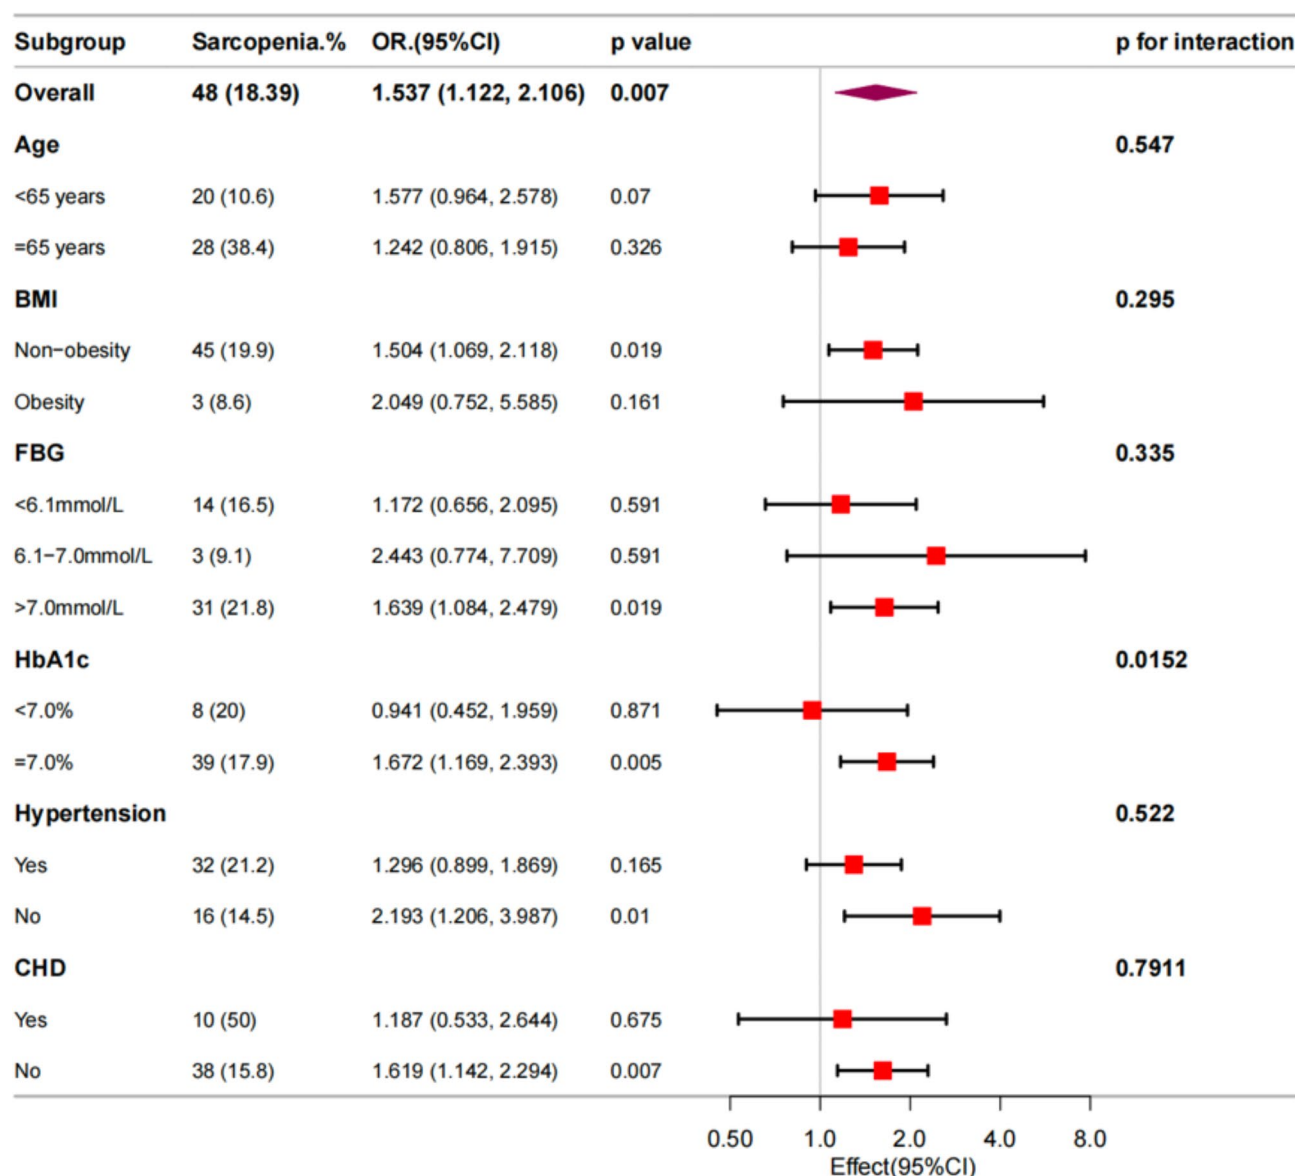 Subgroup Sarcopenia.% OR.(95%CI) p value p for interaction
Overall 48 (18.39) 1.537 (1.122, 2.106) 0.007
Age 0.547
<65 years 20 (10.6) 1.577 (0.964, 2.578) 0.07
=65 years 28 (38.4) 1.242 (0.806, 1.915) 0.326
BMI 0.295
Non−obesity 45 (19.9) 1.504 (1.069, 2.118) 0.019
Obesity 3 (8.6) 2.049 (0.752, 5.585) 0.161
FBG 0.335
<6.1mmol/L 14 (16.5) 1.172 (0.656, 2.095) 0.591
6.1−7.0mmol/L 3 (9.1) 2.443 (0.774, 7.709) 0.591
>7.0mmol/L 31 (21.8) 1.639 (1.084, 2.479) 0.019
HbA1c 0.0152
<7.0% 8 (20) 0.941 (0.452, 1.959) 0.871
=7.0% 39 (17.9) 1.672 (1.169, 2.393) 0.005
Hypertension 0.522
Yes 32 (21.2) 1.296 (0.899, 1.869) 0.165
No 16 (14.5) 2.193 (1.206, 3.987) 0.01
CHD 0.7911
Yes 10 (50) 1.187 (0.533, 2.644) 0.675
No 38 (15.8) 1.619 (1.142, 2.294) 0.007
0.50 1.0 2.0 4.0 8.0
Effect(95%CI)